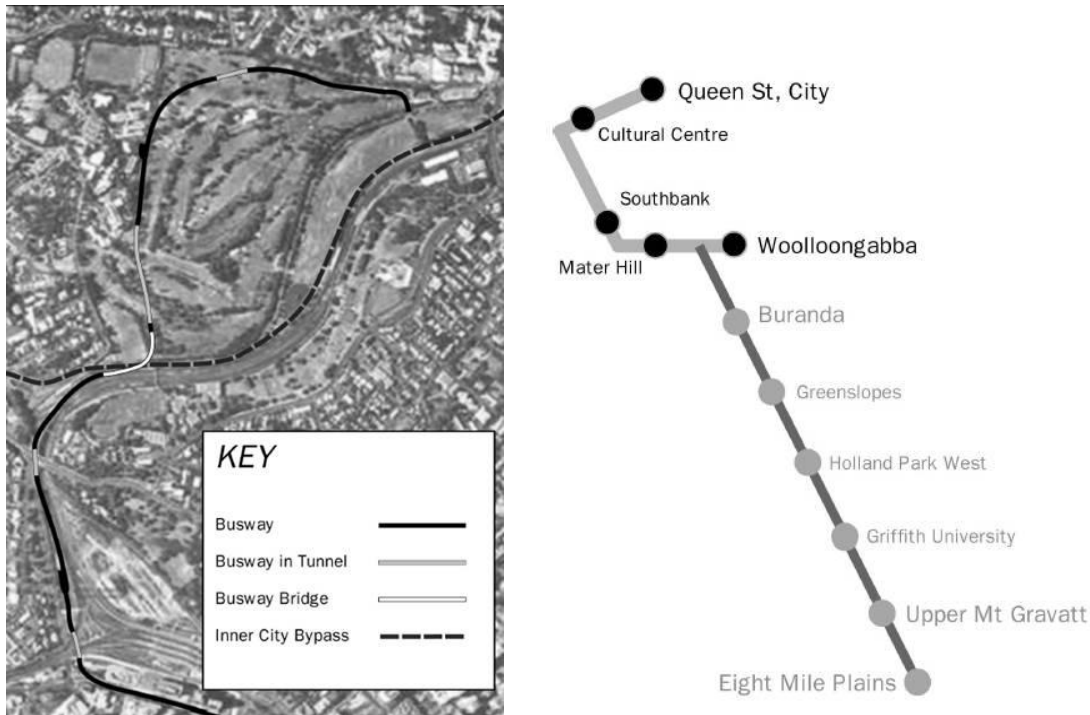 KEY
Busway
Busway in Tunnel
Busway Bridge
Inner City Bypass
Queen St, City
Cultural Centre
Southbank
Mater Hill
Woolloongabba
Buranda
Greenslopes
Holland Park West
Griffith University
Upper Mt Gravatt
Eight Mile Plains